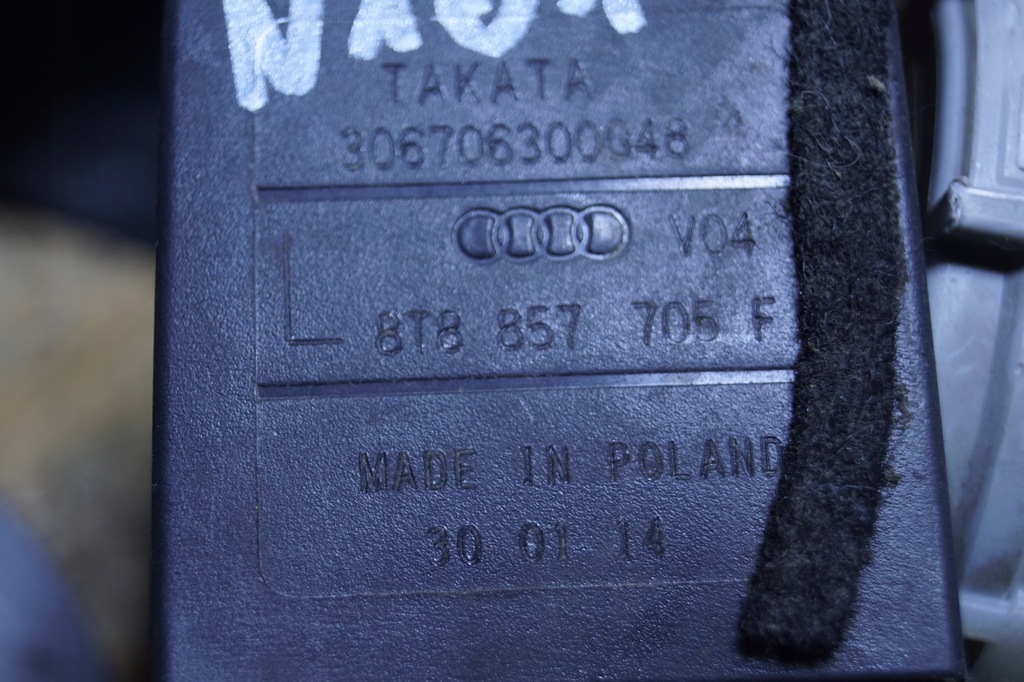 TAKATA
306706300048
V04
L
8T8 857 705 F
MADE IN POLAND
30 01 14